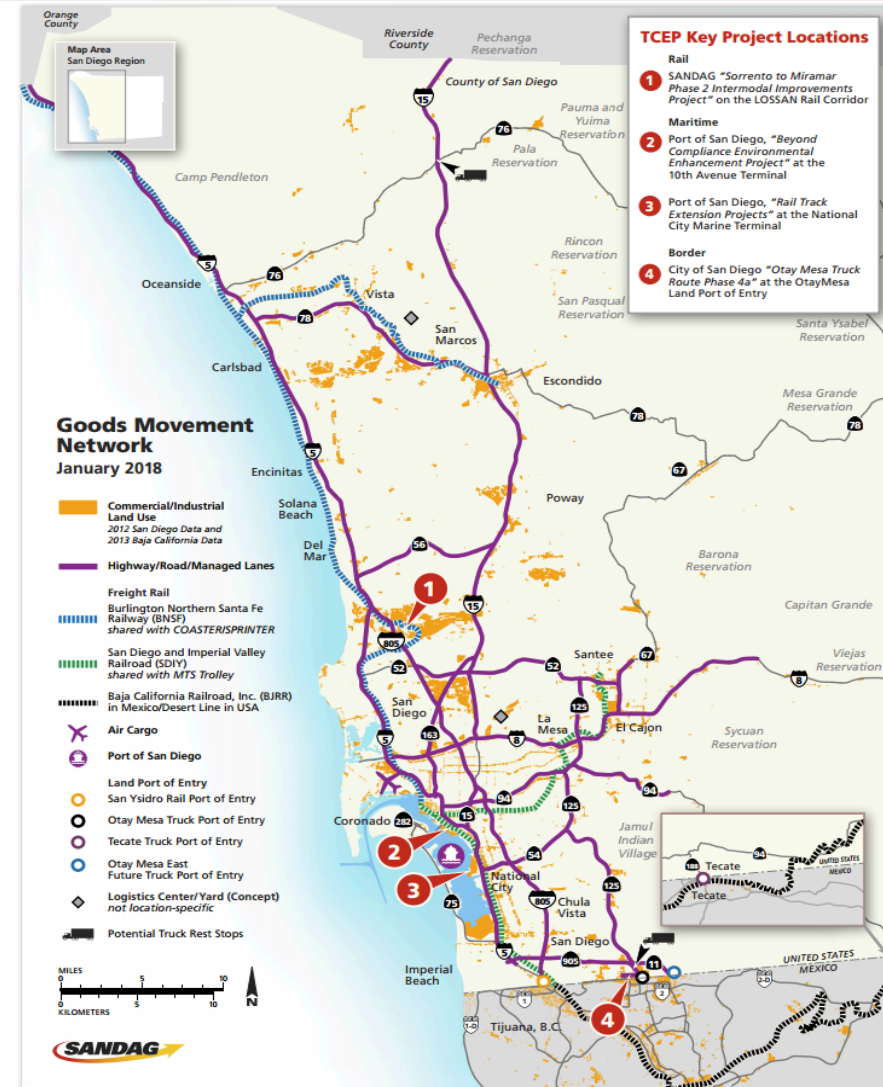 Orange
County
Map Area
San Diego Region
Riverside
County
Pechanga
Reservation
County of San Diego
15
Pauma and
Yuima
Reservation
76
Pala
Reservation
Camp Pendleton
Rincon
Reservation
5
76
Oceanside
Vista
San Pasqual
Reservation
78
San
Marcos
Santa Ysabel
Reservation
Carlsbad
Escondido
Mesa Grande
Reservation
78
78
TCEP Key Project Locations
Rail
1
SANDAG "Sorrento to Miramar
Phase 2 Intermodal Improvements
Project" on the LOSSAN Rail Corridor
Maritime
2
Port of San Diego, "Beyond
Compliance Environmental
Enhancement Project" at the
10th Avenue Terminal
3
Port of San Diego, "Rail Track
Extension Projects" at the National
City Marine Terminal
Border
4
City of San Diego "Otay Mesa Truck
Route Phase 4a" at the OtayMesa
Land Port of Entry
Goods Movement
Network
January 2018
Commercial/Industrial
Land Use
2012 San Diego Data and
2013 Baja California Data
Highway/Road/Managed Lanes
Freight Rail
Burlington Northern Santa Fe
Railway (BNSF)
shared with COASTER/SPRINTER
San Diego and Imperial Valley
Railroad (SDIY)
shared with MTS Trolley
Baja California Railroad, Inc. (BJRR)
in Mexico/Desert Line in USA
Air Cargo
Port of San Diego
Land Port of Entry
San Ysidro Rail Port of Entry
Otay Mesa Truck Port of Entry
Tecate Truck Port of Entry
Otay Mesa East
Future Truck Port of Entry
Logistics Center/Yard (Concept)
not location-specific
Potential Truck Rest Stops
MILES
0 5 10
0 5 10
KILOMETERS
N
SANDAG
5
Encinitas
67
Solana
Beach
Poway
Del
Mar
56
Barona
Reservation
1
15
Capitan Grande
805
52
52
Santee
67
Viejas
Reservation
8
San
Diego
125
La
Mesa
El Cajon
5
163
8
Sycuan
Reservation
94
94
15
125
Coronado
282
2
Jamul
Indian
Village
54
3
National
City
125
75
805
Chula
Vista
San Diego
5
905
11
Imperial
Beach
UNITED STATES
MEXICO
1
2
2-D
1-D
Tijuana, B.C.
4
94
188
Tecate
UNITED STATES
MEXICO
Tecate